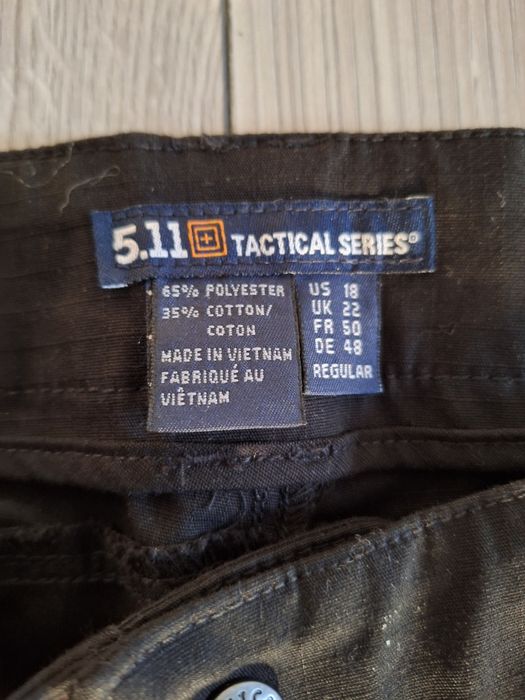 5.11 TACTICAL SERIES®
65% POLYESTER
35% COTTON/
COTON
MADE IN VIETNAM
FABRIQUÉ AU
VIÊTNAM
US 18
UK 22
FR 50
DE 48
REGULAR